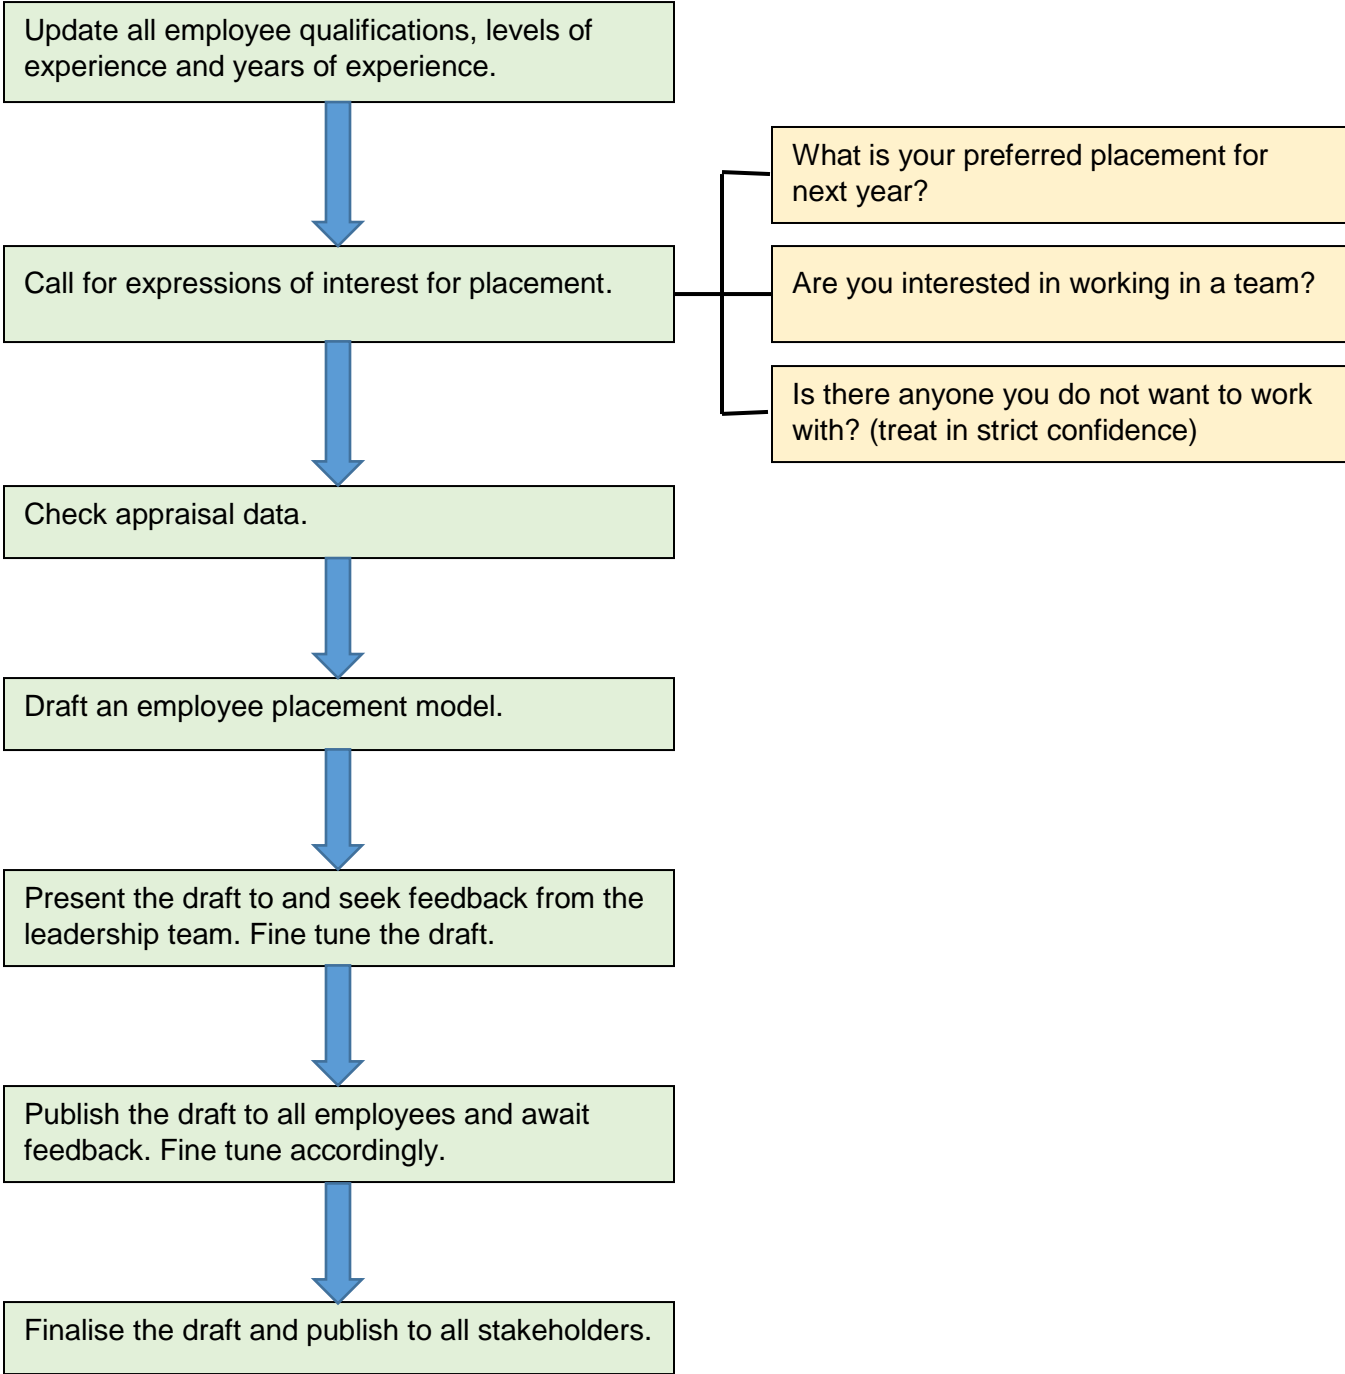 Update all employee qualifications, levels of
experience and years of experience.
What is your preferred placement for
next year?
Call for expressions of interest for placement.
Are you interested in working in a team?
Is there anyone you do not want to work
with? (treat in strict confidence)
Check appraisal data.
Draft an employee placement model.
Present the draft to and seek feedback from the
leadership team. Fine tune the draft.
Publish the draft to all employees and await
feedback. Fine tune accordingly.
Finalise the draft and publish to all stakeholders.